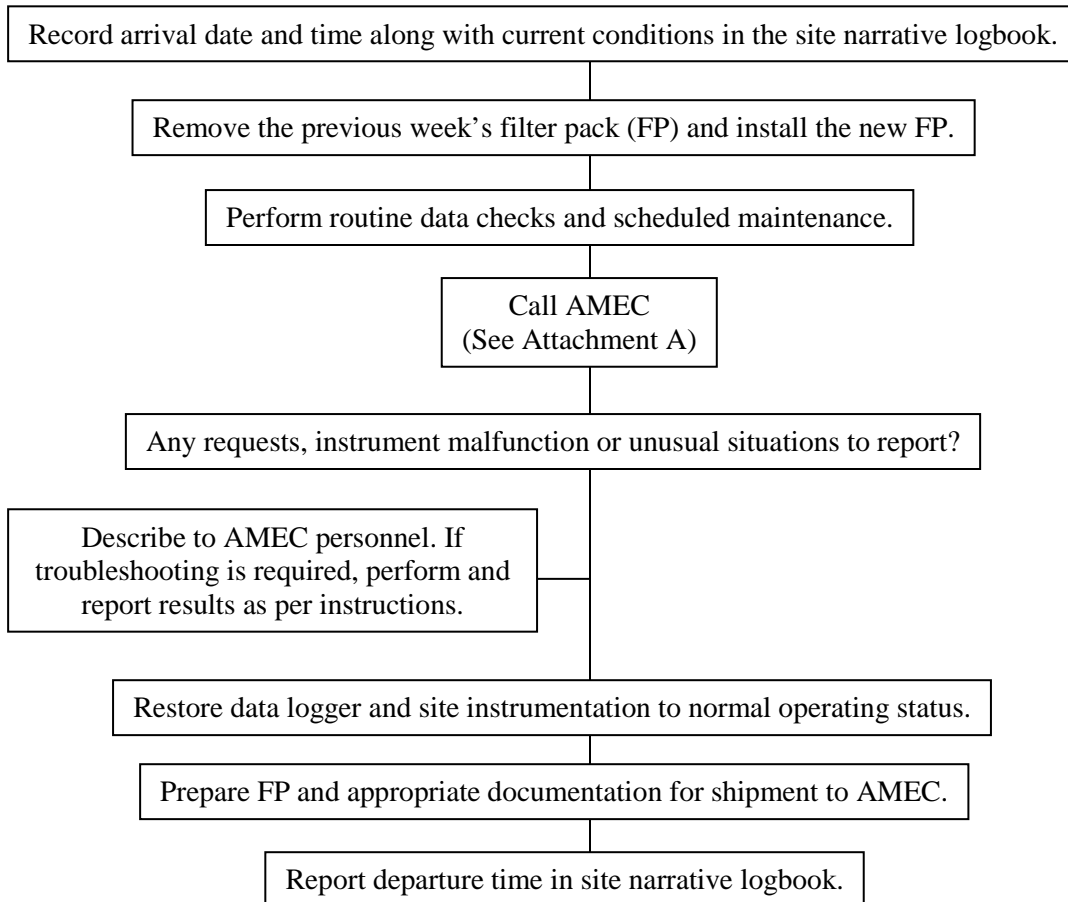 Record arrival date and time along with current conditions in the site narrative logbook.
Remove the previous week’s filter pack (FP) and install the new FP.
Perform routine data checks and scheduled maintenance.
Call AMEC
(See Attachment A)
Any requests, instrument malfunction or unusual situations to report?
Describe to AMEC personnel. If
troubleshooting is required, perform and
report results as per instructions.
Restore data logger and site instrumentation to normal operating status.
Prepare FP and appropriate documentation for shipment to AMEC.
Report departure time in site narrative logbook.